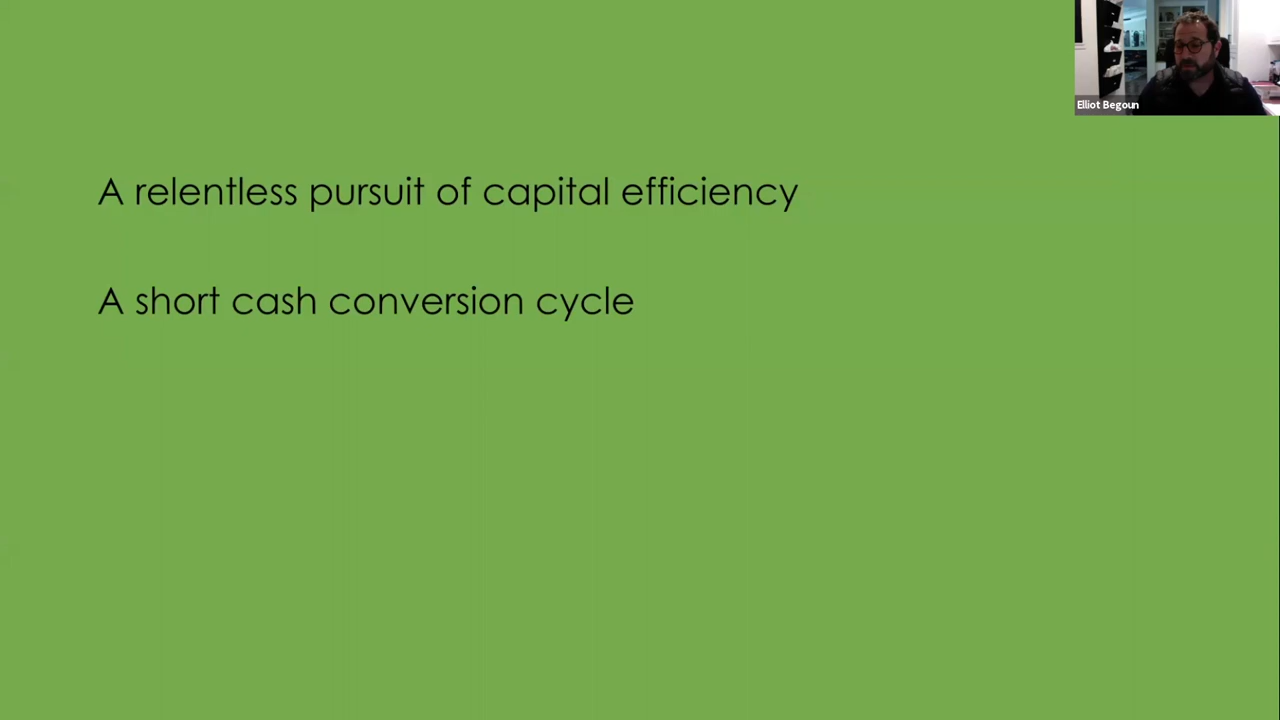 Elliot Begoun
A relentless pursuit of capital efficiency
A short cash conversion cycle